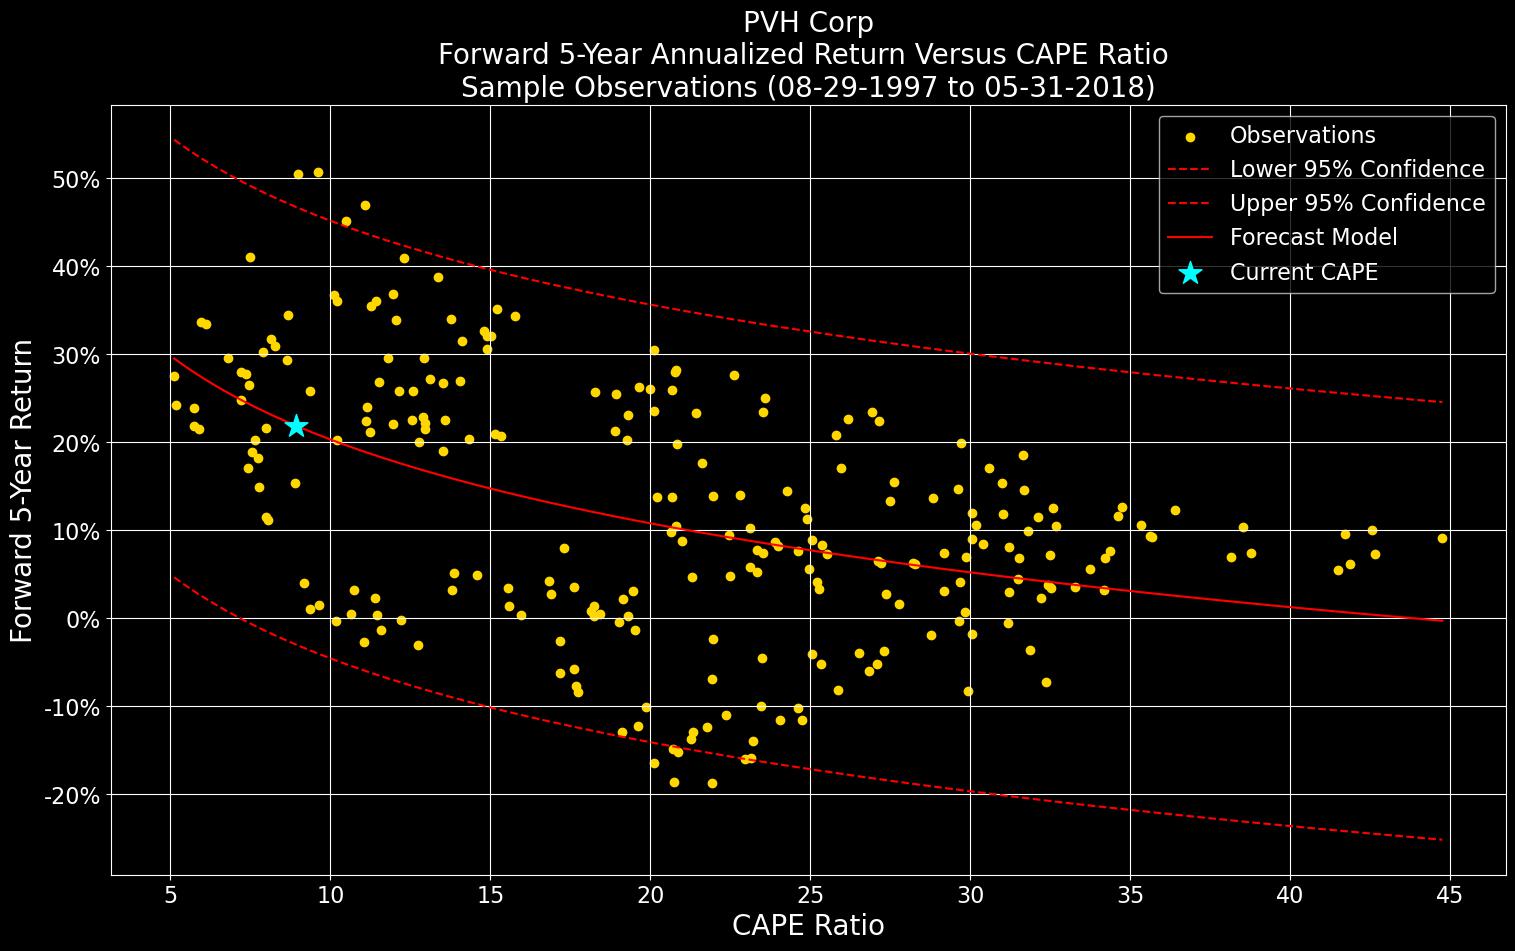 PVH Corp
Forward 5-Year Annualized Return Versus CAPE Ratio
Sample Observations (08-29-1997 to 05-31-2018)
Observations
Lower 95% Confidence
Upper 95% Confidence
Forecast Model
Current CAPE
Forward 5-Year Return
50%
40%
30%
20%
10%
0%
-10%
-20%
5 10 15 20 25 30 35 40 45
CAPE Ratio